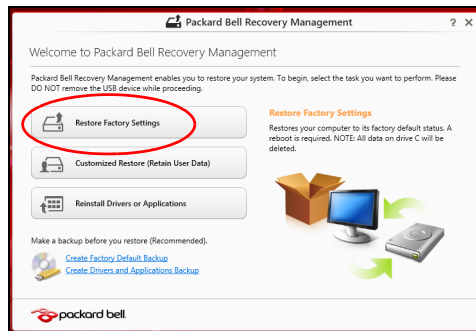 Packard Bell Recovery Management
? X
Welcome to Packard Bell Recovery Management
Packard Bell Recovery Management enables you to restore your system. To begin, select the task you want to perform. Please
DO NOT remove the USB device while proceeding.
Restore Factory Settings
Customized Restore (Retain User Data)
Reinstall Drivers or Applications
Restore Factory Settings
Restores your computer to its factory default status. A
reboot is required. NOTE: All data on drive C will be
deleted.
Make a backup before you restore (Recommended).
Create Factory Default Backup
Create Drivers and Applications Backup
packard bell.